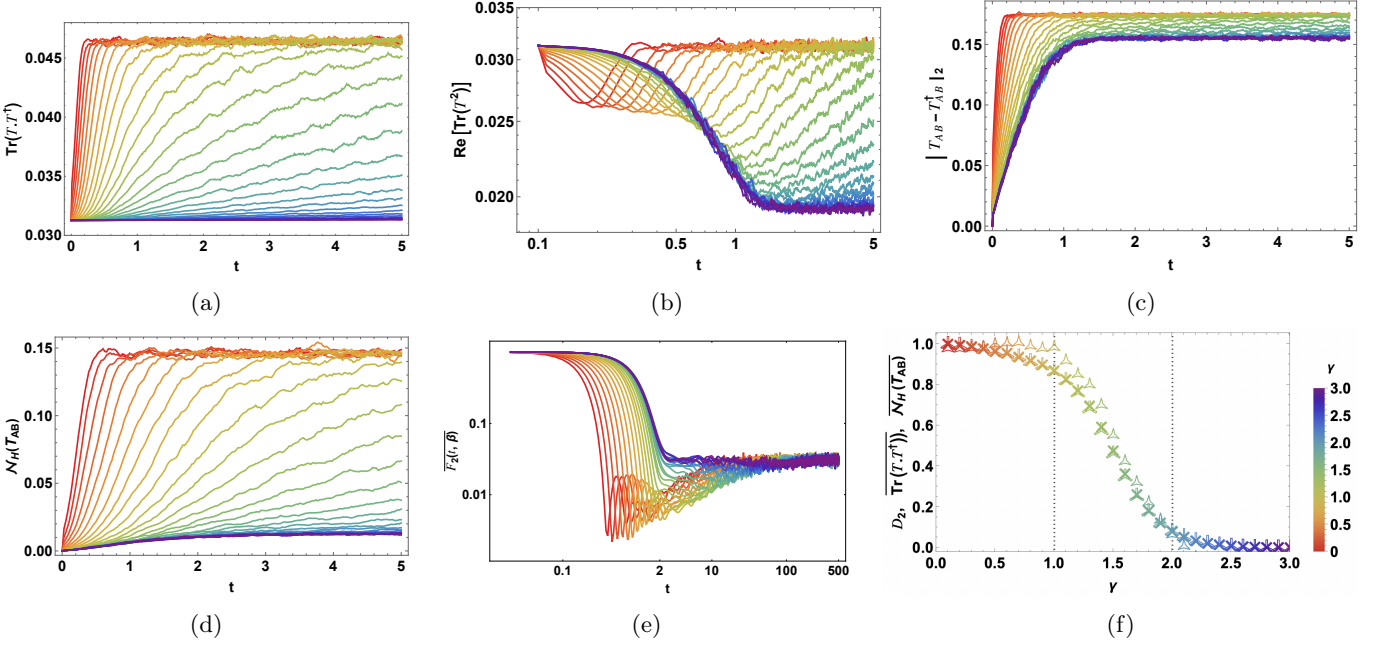 0.045
0.040
0.035
0.030
Tr(T.T†)
0 1 2 3 4 5
t
(a)
0.035
0.030
0.025
0.020
Re[Tr(T²)]
0.1 0.5 1 5
t
(b)
0.15
0.10
0.05
0.00
| T_AB − T†_AB |₂
0 1 2 3 4 5
t
(c)
0.15
0.10
0.05
0.00
𝒩_H(T_AB)
0 1 2 3 4 5
t
(d)
0.1
0.01
F₂(t, β)
0.1 2 10 100 500
t
(e)
1.0
0.8
0.6
0.4
0.2
0.0
D₂, Tr(T.T†)), 𝒩_H(T_AB)
0.0 0.5 1.0 1.5 2.0 2.5 3.0
γ
γ
3.0
2.5
2.0
1.5
1.0
0.5
0
(f)